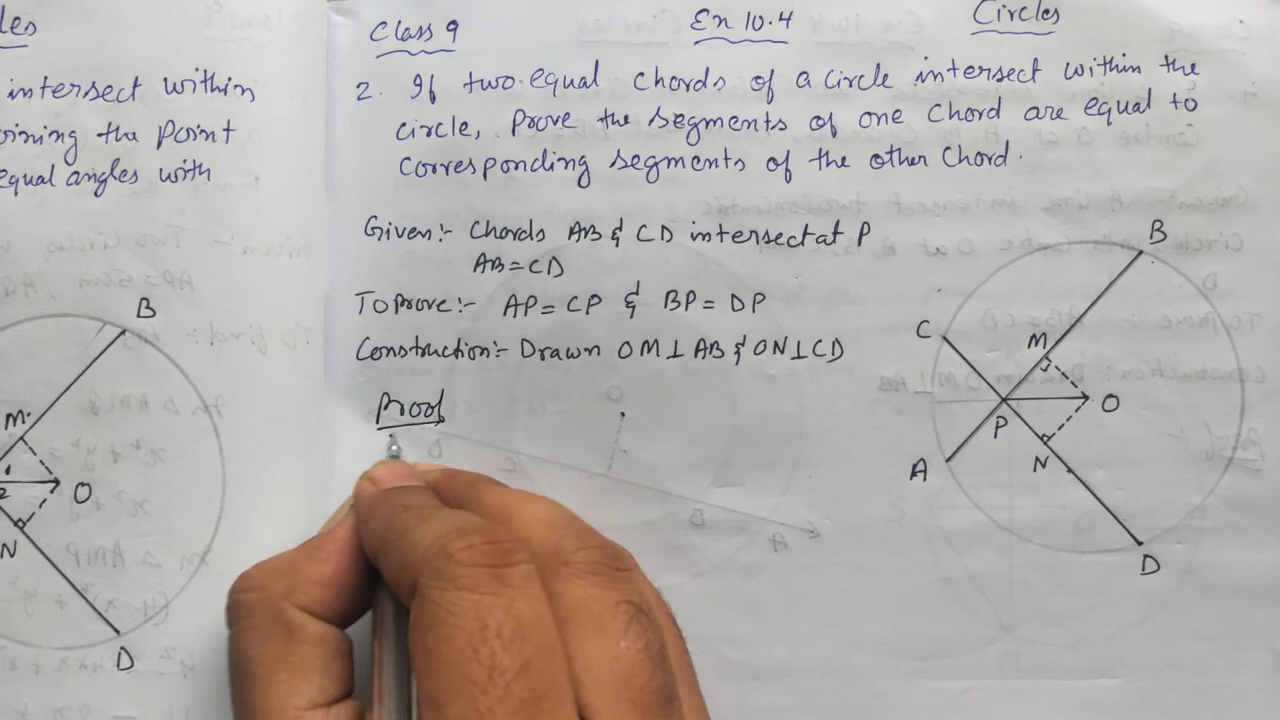 les
intersect within
oining the point
equal angles with
B
M
O
2
N
D
Class 9 Ex 10.4 Circles
2. If two equal chords of a circle intersect within the
circle, Prove the segments of one chord are equal to
corresponding segments of the other chord.
Given:- Chords AB & CD intersect at P
AB=CD
To prove:- AP=CP & BP=DP
Construction:- Drawn OM⊥AB & ON⊥CD
Proof
B
C
M
O
P
A
N
D